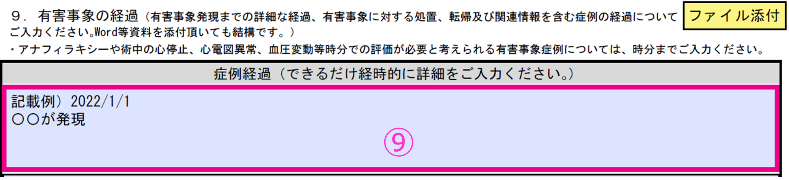 ９．有害事象の経過（有害事象発現までの詳細な経過、有害事象に対する処置、転帰及び関連情報を含む症例の経過について
ご入力ください。Word等資料を添付頂いても結構です。）
ファイル添付
・アナフィラキシーや術中の心停止、心電図異常、血圧変動等時分での評価が必要と考えられる有害事象症例については、時分までご入力ください。
症例経過（できるだけ経時的に詳細をご入力ください。）
記載例）2022/1/1
〇〇が発現
⑨